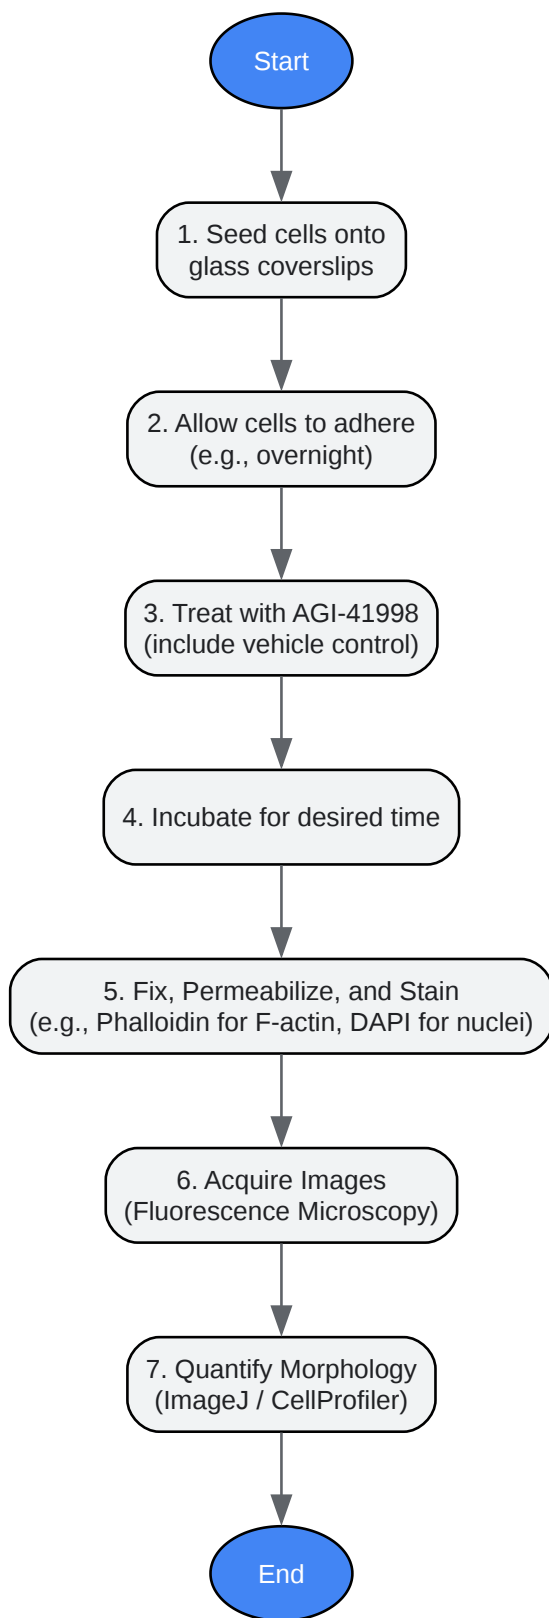 Start
1. Seed cells onto
glass coverslips
2. Allow cells to adhere
(e.g., overnight)
3. Treat with AGI-41998
(include vehicle control)
4. Incubate for desired time
5. Fix, Permeabilize, and Stain
(e.g., Phalloidin for F-actin, DAPI for nuclei)
6. Acquire Images
(Fluorescence Microscopy)
7. Quantify Morphology
(ImageJ / CellProfiler)
End